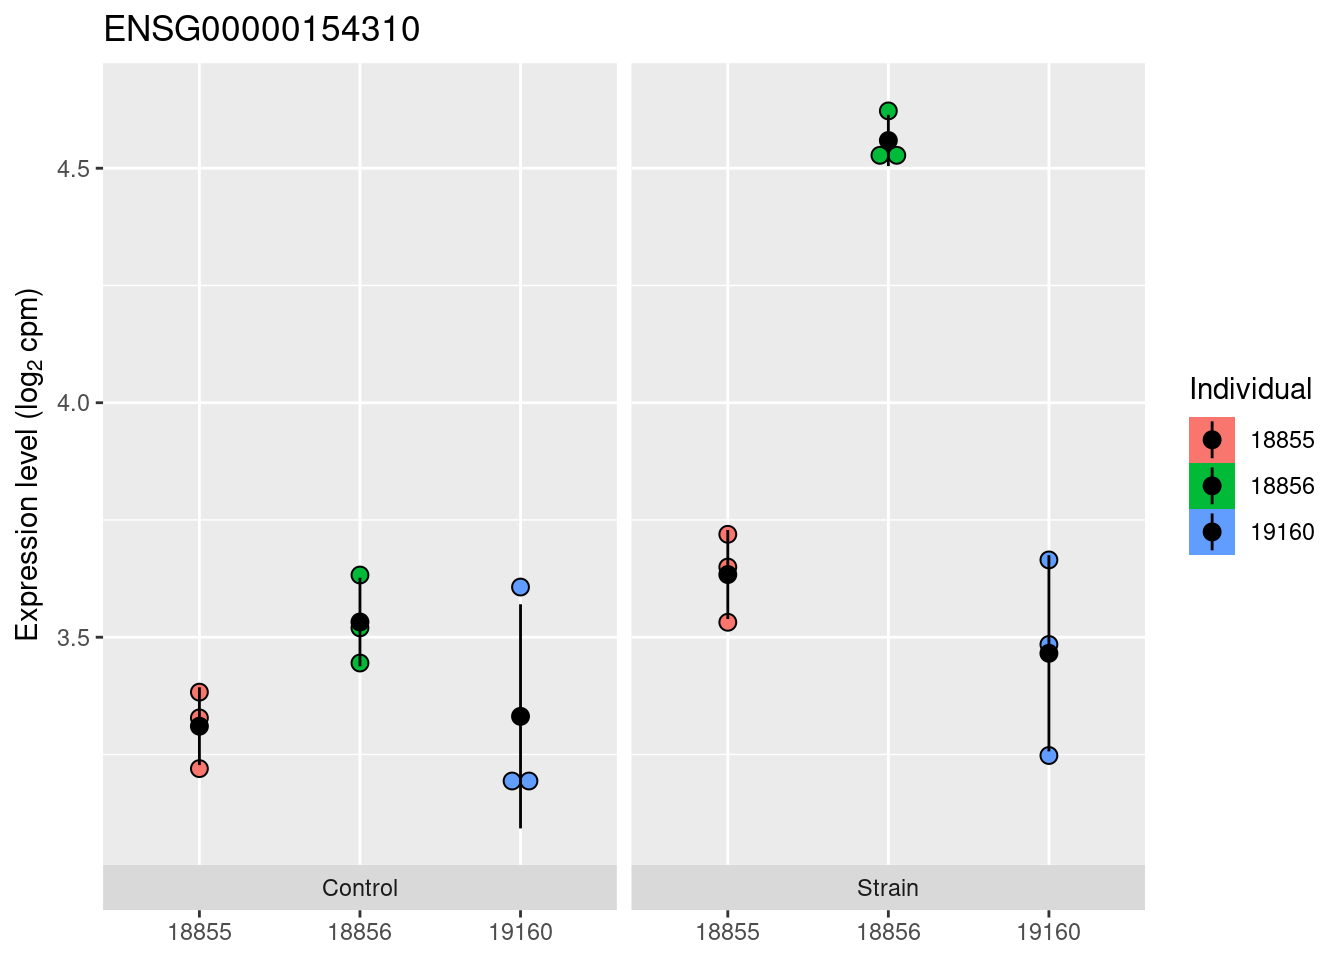 ENSG00000154310
Expression level (log2 cpm)
4.5
4.0
3.5
Control
Strain
18855
18856
19160
18855
18856
19160
Individual
18855
18856
19160